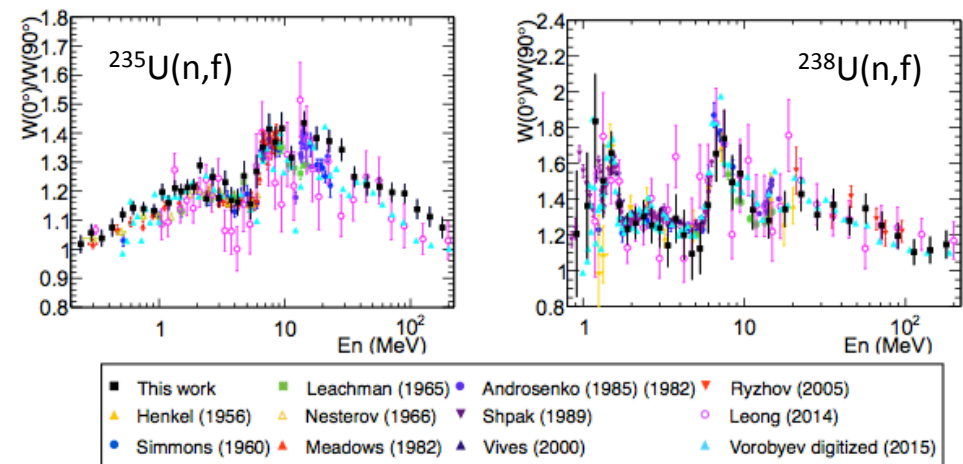 W(0°)/W(90°)
1.8
1.7
1.6
1.5
1.4
1.3
1.2
1.1
1
0.9
0.8
²³⁵U(n,f)
1 10 10²
En (MeV)
W(0°)/W(90°)
2.4
2.2
2
1.8
1.6
1.4
1.2
1
0.8
²³⁸U(n,f)
1 10 10²
En (MeV)
This work Leachman (1965) Androsenko (1985) (1982) Ryzhov (2005)
Henkel (1956) Nesterov (1966) Shpak (1989) Leong (2014)
Simmons (1960) Meadows (1982) Vives (2000) Vorobyev digitized (2015)